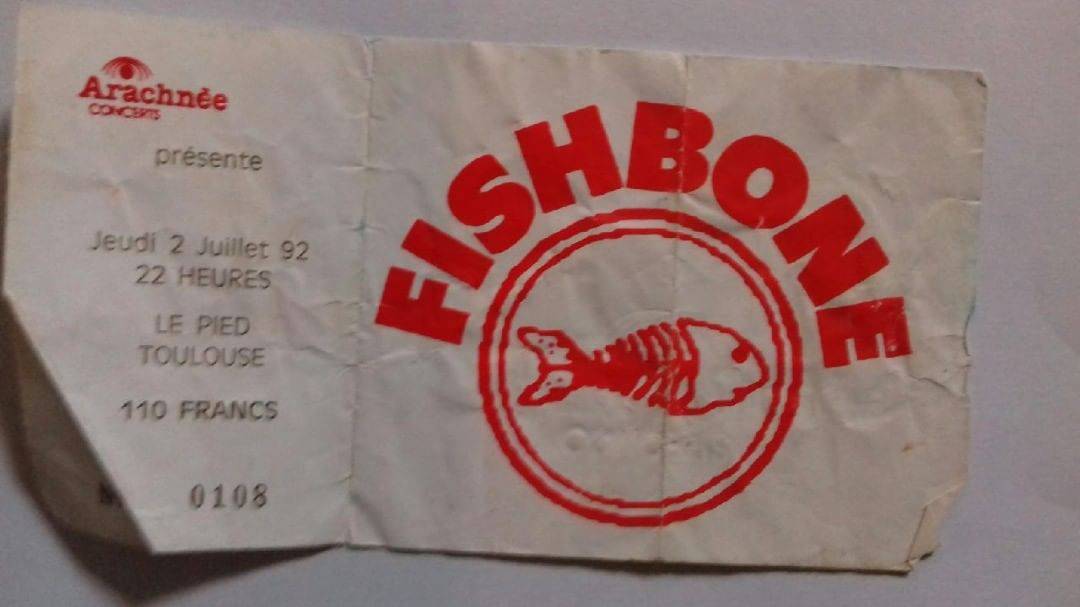 Arachnée
CONCERTS
présente
Jeudi 2 Juillet 92
22 HEURES
LE PIED
TOULOUSE
110 FRANCS
0108
FISHBONE